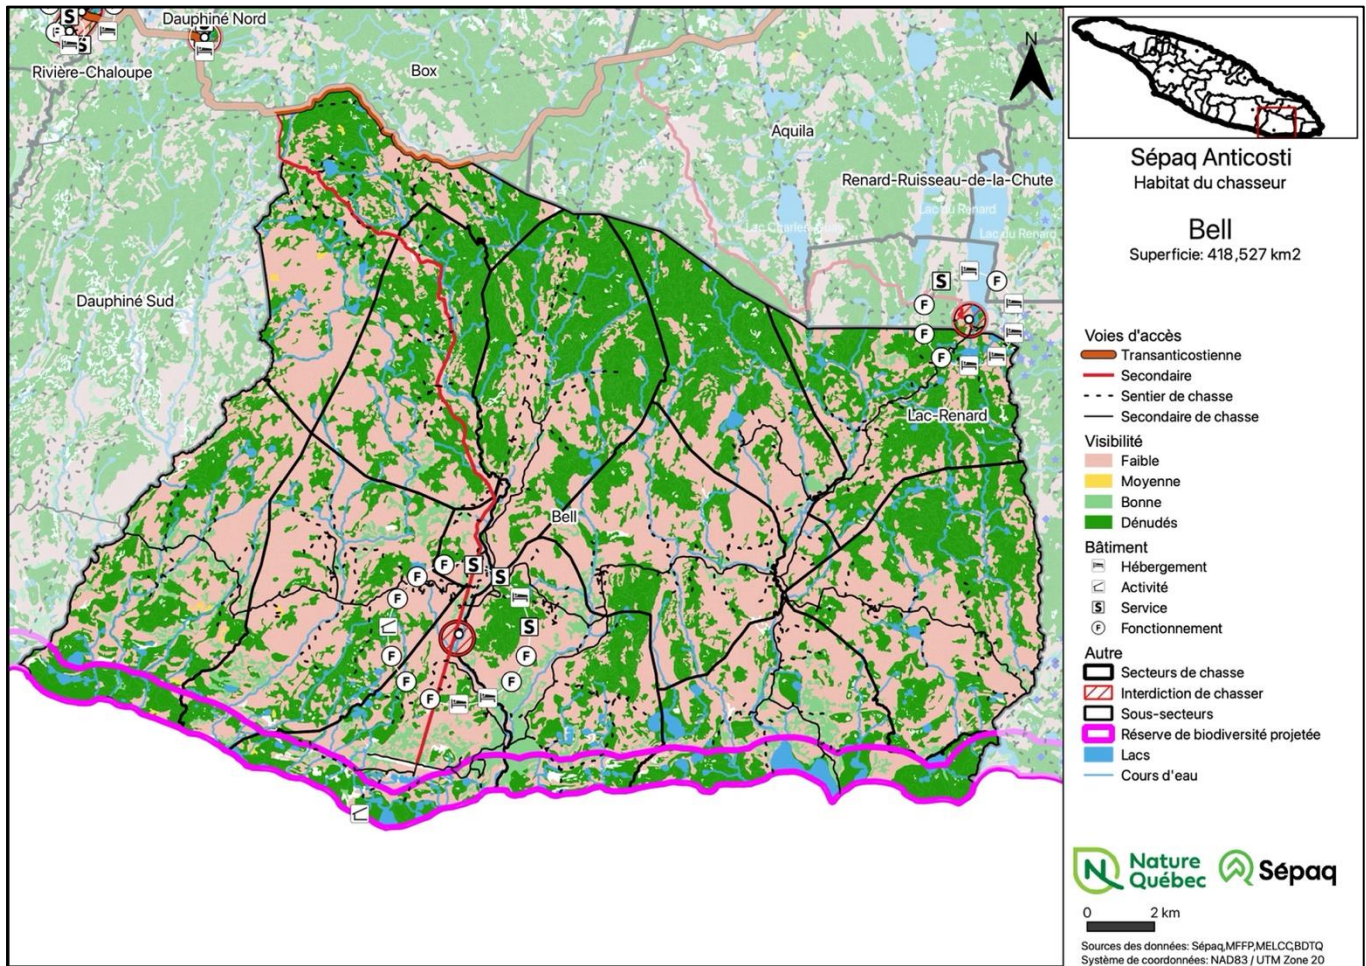 Dauphiné Nord
Rivière-Chaloupe
Box
Aquila
Renard-Ruisseau-de-la-Chute
Lac du Renard
Lac du Renard
Dauphiné Sud
Lac-Renard
Bell
N
S
S
S
S
S
S
F
F
F
F
F
F
F
F
F
F
F
F
F
Sépaq Anticosti
Habitat du chasseur
Bell
Superficie: 418,527 km2
Voies d'accès
Transanticostienne
Secondaire
Sentier de chasse
Secondaire de chasse
Visibilité
Faible
Moyenne
Bonne
Dénudés
Bâtiment
Hébergement
Activité
S Service
F Fonctionnement
Autre
Secteurs de chasse
Interdiction de chasser
Sous-secteurs
Réserve de biodiversité projetée
Lacs
Cours d'eau
Nature
Québec
Sépaq
0 2 km
Sources des données: Sépaq,MFFP,MELCC,BDTQ
Système de coordonnées: NAD83 / UTM Zone 20